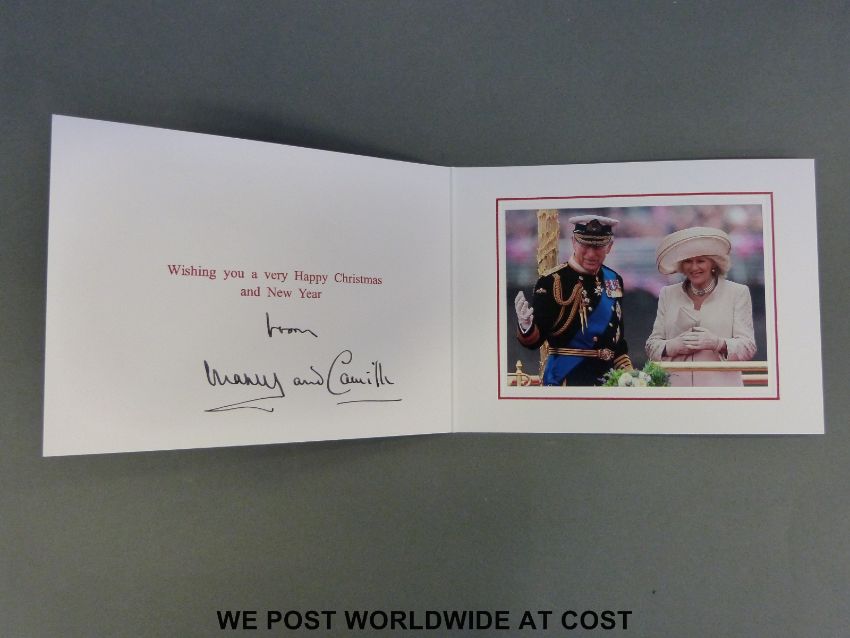 Wishing you a very Happy Christmas
and New Year
from
Charles and Camilla
WE POST WORLDWIDE AT COST